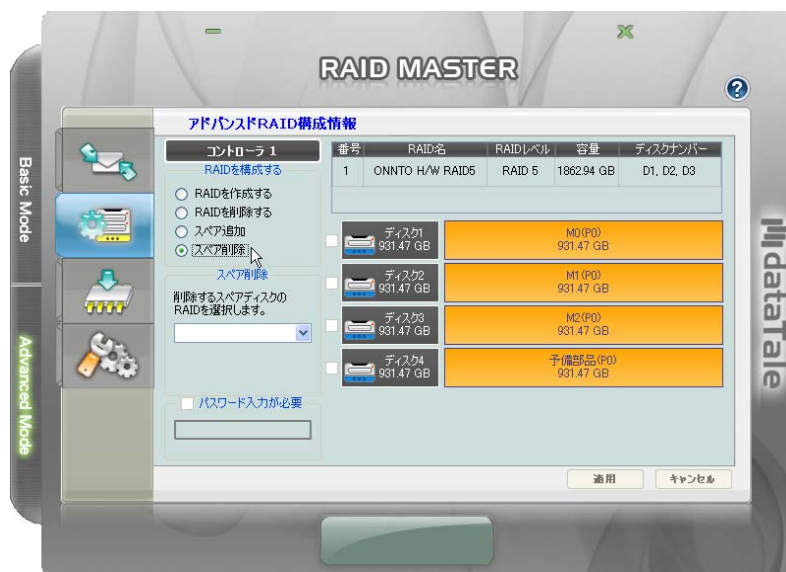 RAID MASTER
?
Basic Mode
Advanced Mode
アドバンスドRAID構成情報
コントローラ 1
RAIDを構成する
RAIDを作成する
RAIDを削除する
スペア追加
スペア削除
スペア削除
削除するスペアディスクの
RAIDを選択します。
パスワード入力が必要
番号 RAID名 RAIDレベル 容量 ディスクナンバー
1 ONNTO H/W RAID5 RAID 5 1862.94 GB D1, D2, D3
ディスク1 M0(P0)
931.47 GB 931.47 GB
ディスク2 M1(P0)
931.47 GB 931.47 GB
ディスク3 M2(P0)
931.47 GB 931.47 GB
ディスク4 予備部品(P0)
931.47 GB 931.47 GB
適用 キャンセル
dataTale